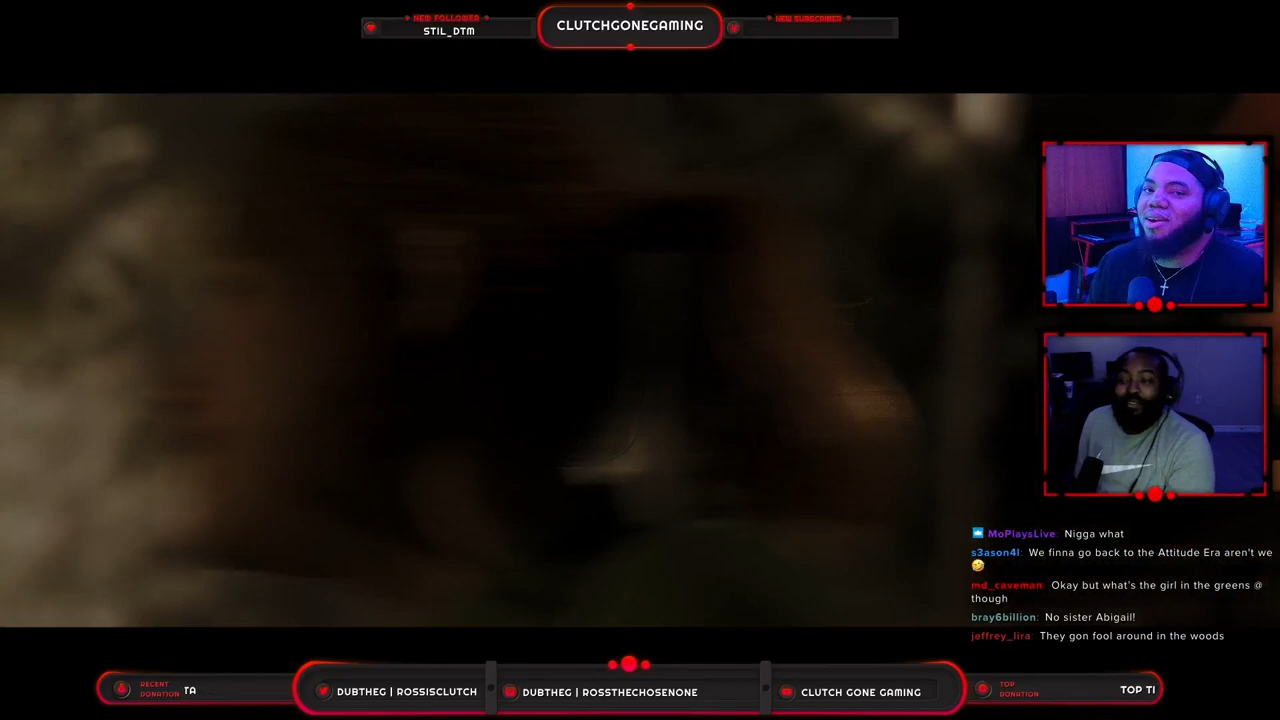 NEW FOLLOWER
STIL_DTM
CLUTCHGONEGAMING
NEW SUBSCRIBER
MoPlaysLive: Nigga what
s3ason4l: We finna go back to the Attitude Era aren't we
🤣
md_caveman: Okay but what's the girl in the greens @
though
bray6billion: No sister Abigail!
jeffrey_lira: They gon fool around in the woods
RECENT
DONATION
TA
DUBTHEG | ROSSISCLUTCH
DUBTHEG | ROSSTHECHOSENONE
CLUTCH GONE GAMING
TOP
DONATION
TOP TI